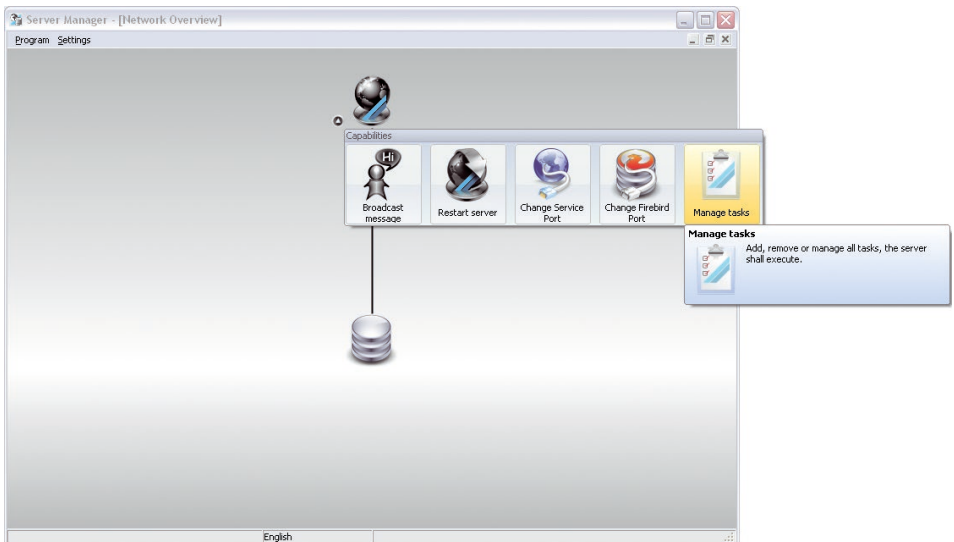 Server Manager - [Network Overview]
Program Settings
Capabilities
Hi
Broadcast
message
Restart server
Change Service
Port
Change Firebird
Port
Manage tasks
Manage tasks
Add, remove or manage all tasks, the server
shall execute.
English